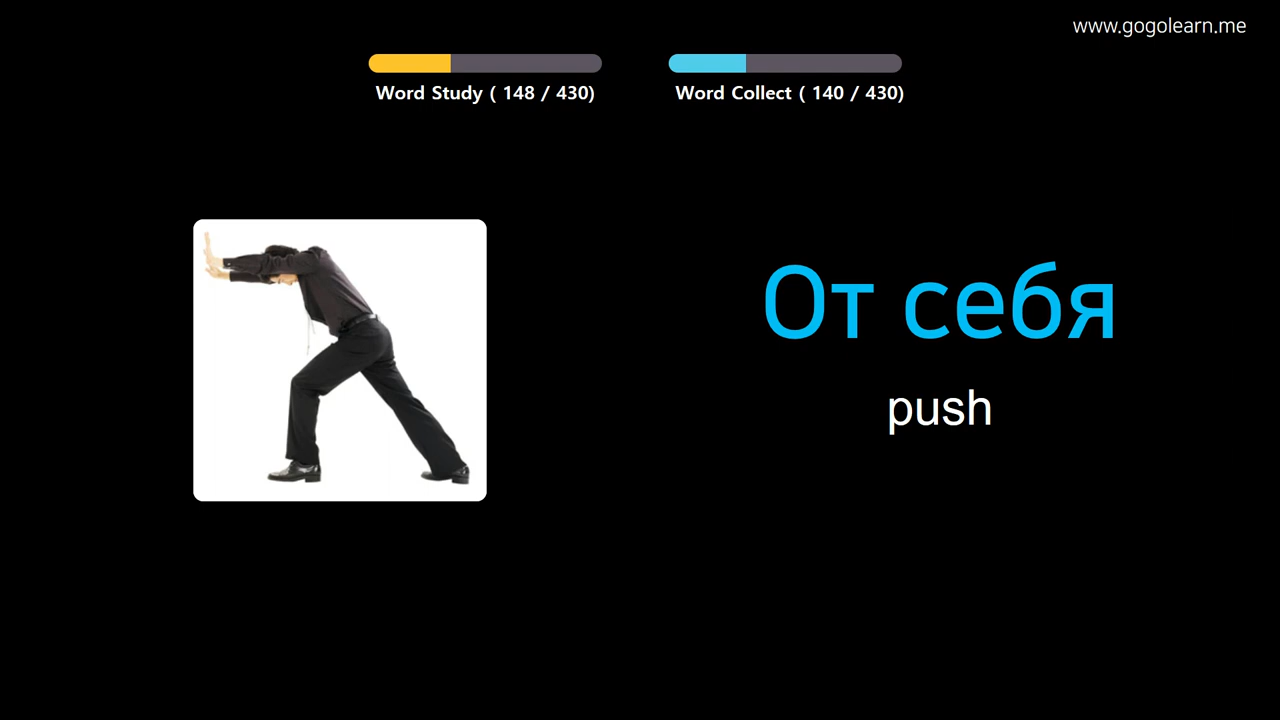 www.gogolearn.me
Word Study ( 148 / 430)
Word Collect ( 140 / 430)
От себя
push